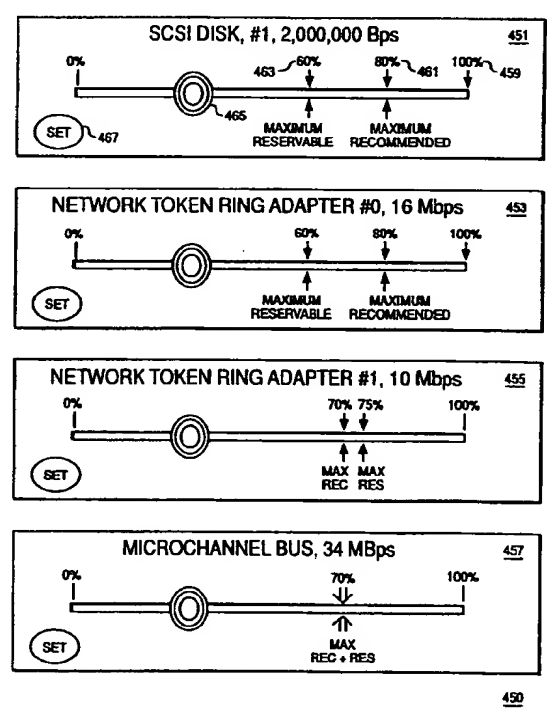 SCSI DISK, #1, 2,000,000 Bps 451
0% 463 60% 80% 461 100% 459
465
SET 467
MAXIMUM RESERVABLE
MAXIMUM RECOMMENDED
NETWORK TOKEN RING ADAPTER #0, 16 Mbps 453
0% 60% 80% 100%
SET
MAXIMUM RESERVABLE
MAXIMUM RECOMMENDED
NETWORK TOKEN RING ADAPTER #1, 10 Mbps 455
0% 70% 75% 100%
SET
MAX REC
MAX RES
MICROCHANNEL BUS, 34 MBps 457
0% 70% 100%
SET
MAX
REC + RES
450